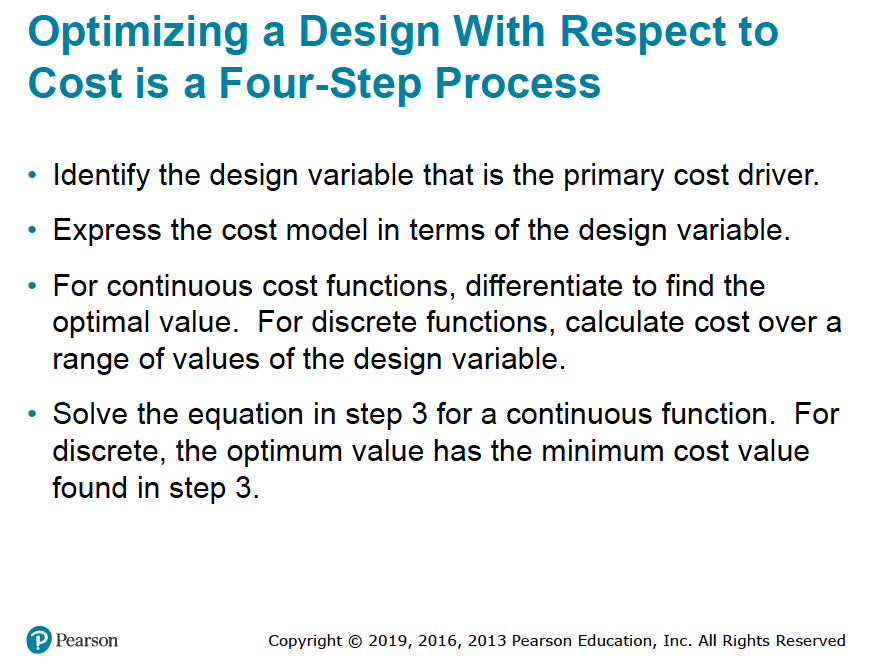 Optimizing a Design With Respect to
Cost is a Four-Step Process
• Identify the design variable that is the primary cost driver.
• Express the cost model in terms of the design variable.
• For continuous cost functions, differentiate to find the
optimal value.  For discrete functions, calculate cost over a
range of values of the design variable.
• Solve the equation in step 3 for a continuous function.  For
discrete, the optimum value has the minimum cost value
found in step 3.
P Pearson
Copyright © 2019, 2016, 2013 Pearson Education, Inc. All Rights Reserved